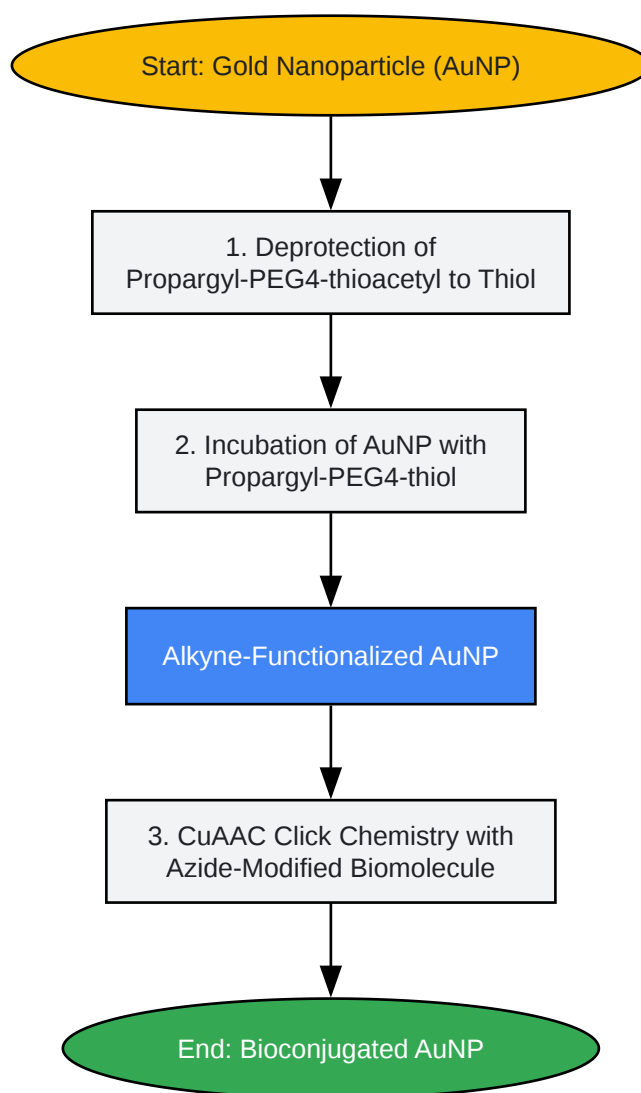 Start: Gold Nanoparticle (AuNP)
1. Deprotection of
Propargyl-PEG4-thioacetyl to Thiol
2. Incubation of AuNP with
Propargyl-PEG4-thiol
Alkyne-Functionalized AuNP
3. CuAAC Click Chemistry with
Azide-Modified Biomolecule
End: Bioconjugated AuNP